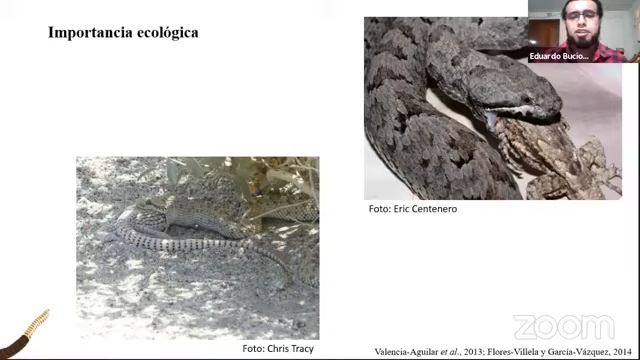 Importancia ecológica
Eduardo Bucio...
Foto: Eric Centenero
Foto: Chris Tracy
zoom
Valencia-Aguilar et al., 2013; Flores-Villela y García-Vázquez, 2014